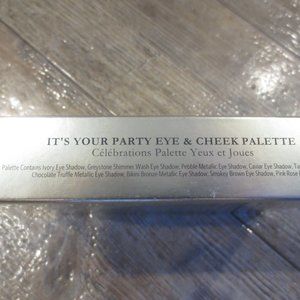 IT'S YOUR PARTY EYE & CHEEK PALETTE
Célébrations Palette Yeux et Joues
Palette Contains Ivory Eye Shadow, Greystone Shimmer Wash Eye Shadow, Pebble Metallic Eye Shadow, Caviar Eye Shadow,
Chocolate Truffle Metallic Eye Shadow, Bikini Bronze Metallic Eye Shadow, Smokey Brown Eye Shadow, Pink Rose